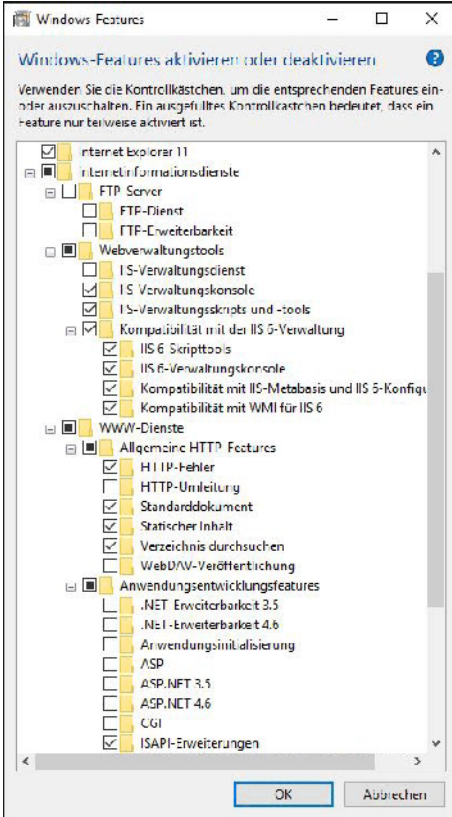 Windows-Features
Windows-Features aktivieren oder deaktivieren
Verwenden Sie die Kontrollkästchen, um die entsprechenden Features ein-
oder auszuschalten. Ein ausgefülltes Kontrollkästchen bedeutet, dass ein
Feature nur teilweise aktiviert ist.
Internet Explorer 11
Internetinformationsdienste
FTP-Server
FTP-Dienst
FTP-Erweiterbarkeit
Webverwaltungstools
IIS-Verwaltungsdienst
IIS-Verwaltungskonsole
IIS-Verwaltungsskripts und -tools
Kompatibilität mit der IIS 6-Verwaltung
IIS 6-Skripttools
IIS 6-Verwaltungskonsole
Kompatibilität mit IIS-Metabasis und IIS 6-Konfigu
Kompatibilität mit WMI für IIS 6
WWW-Dienste
Allgemeine HTTP-Features
HTTP-Fehler
HTTP-Umleitung
Standarddokument
Statischer Inhalt
Verzeichnis durchsuchen
WebDAV-Veröffentlichung
Anwendungsentwicklungsfeatures
.NET-Erweiterbarkeit 3.5
.NET-Erweiterbarkeit 4.6
Anwendungsinitialisierung
ASP
ASP.NET 3.5
ASP.NET 4.6
CGI
ISAPI-Erweiterungen
OK
Abbrechen